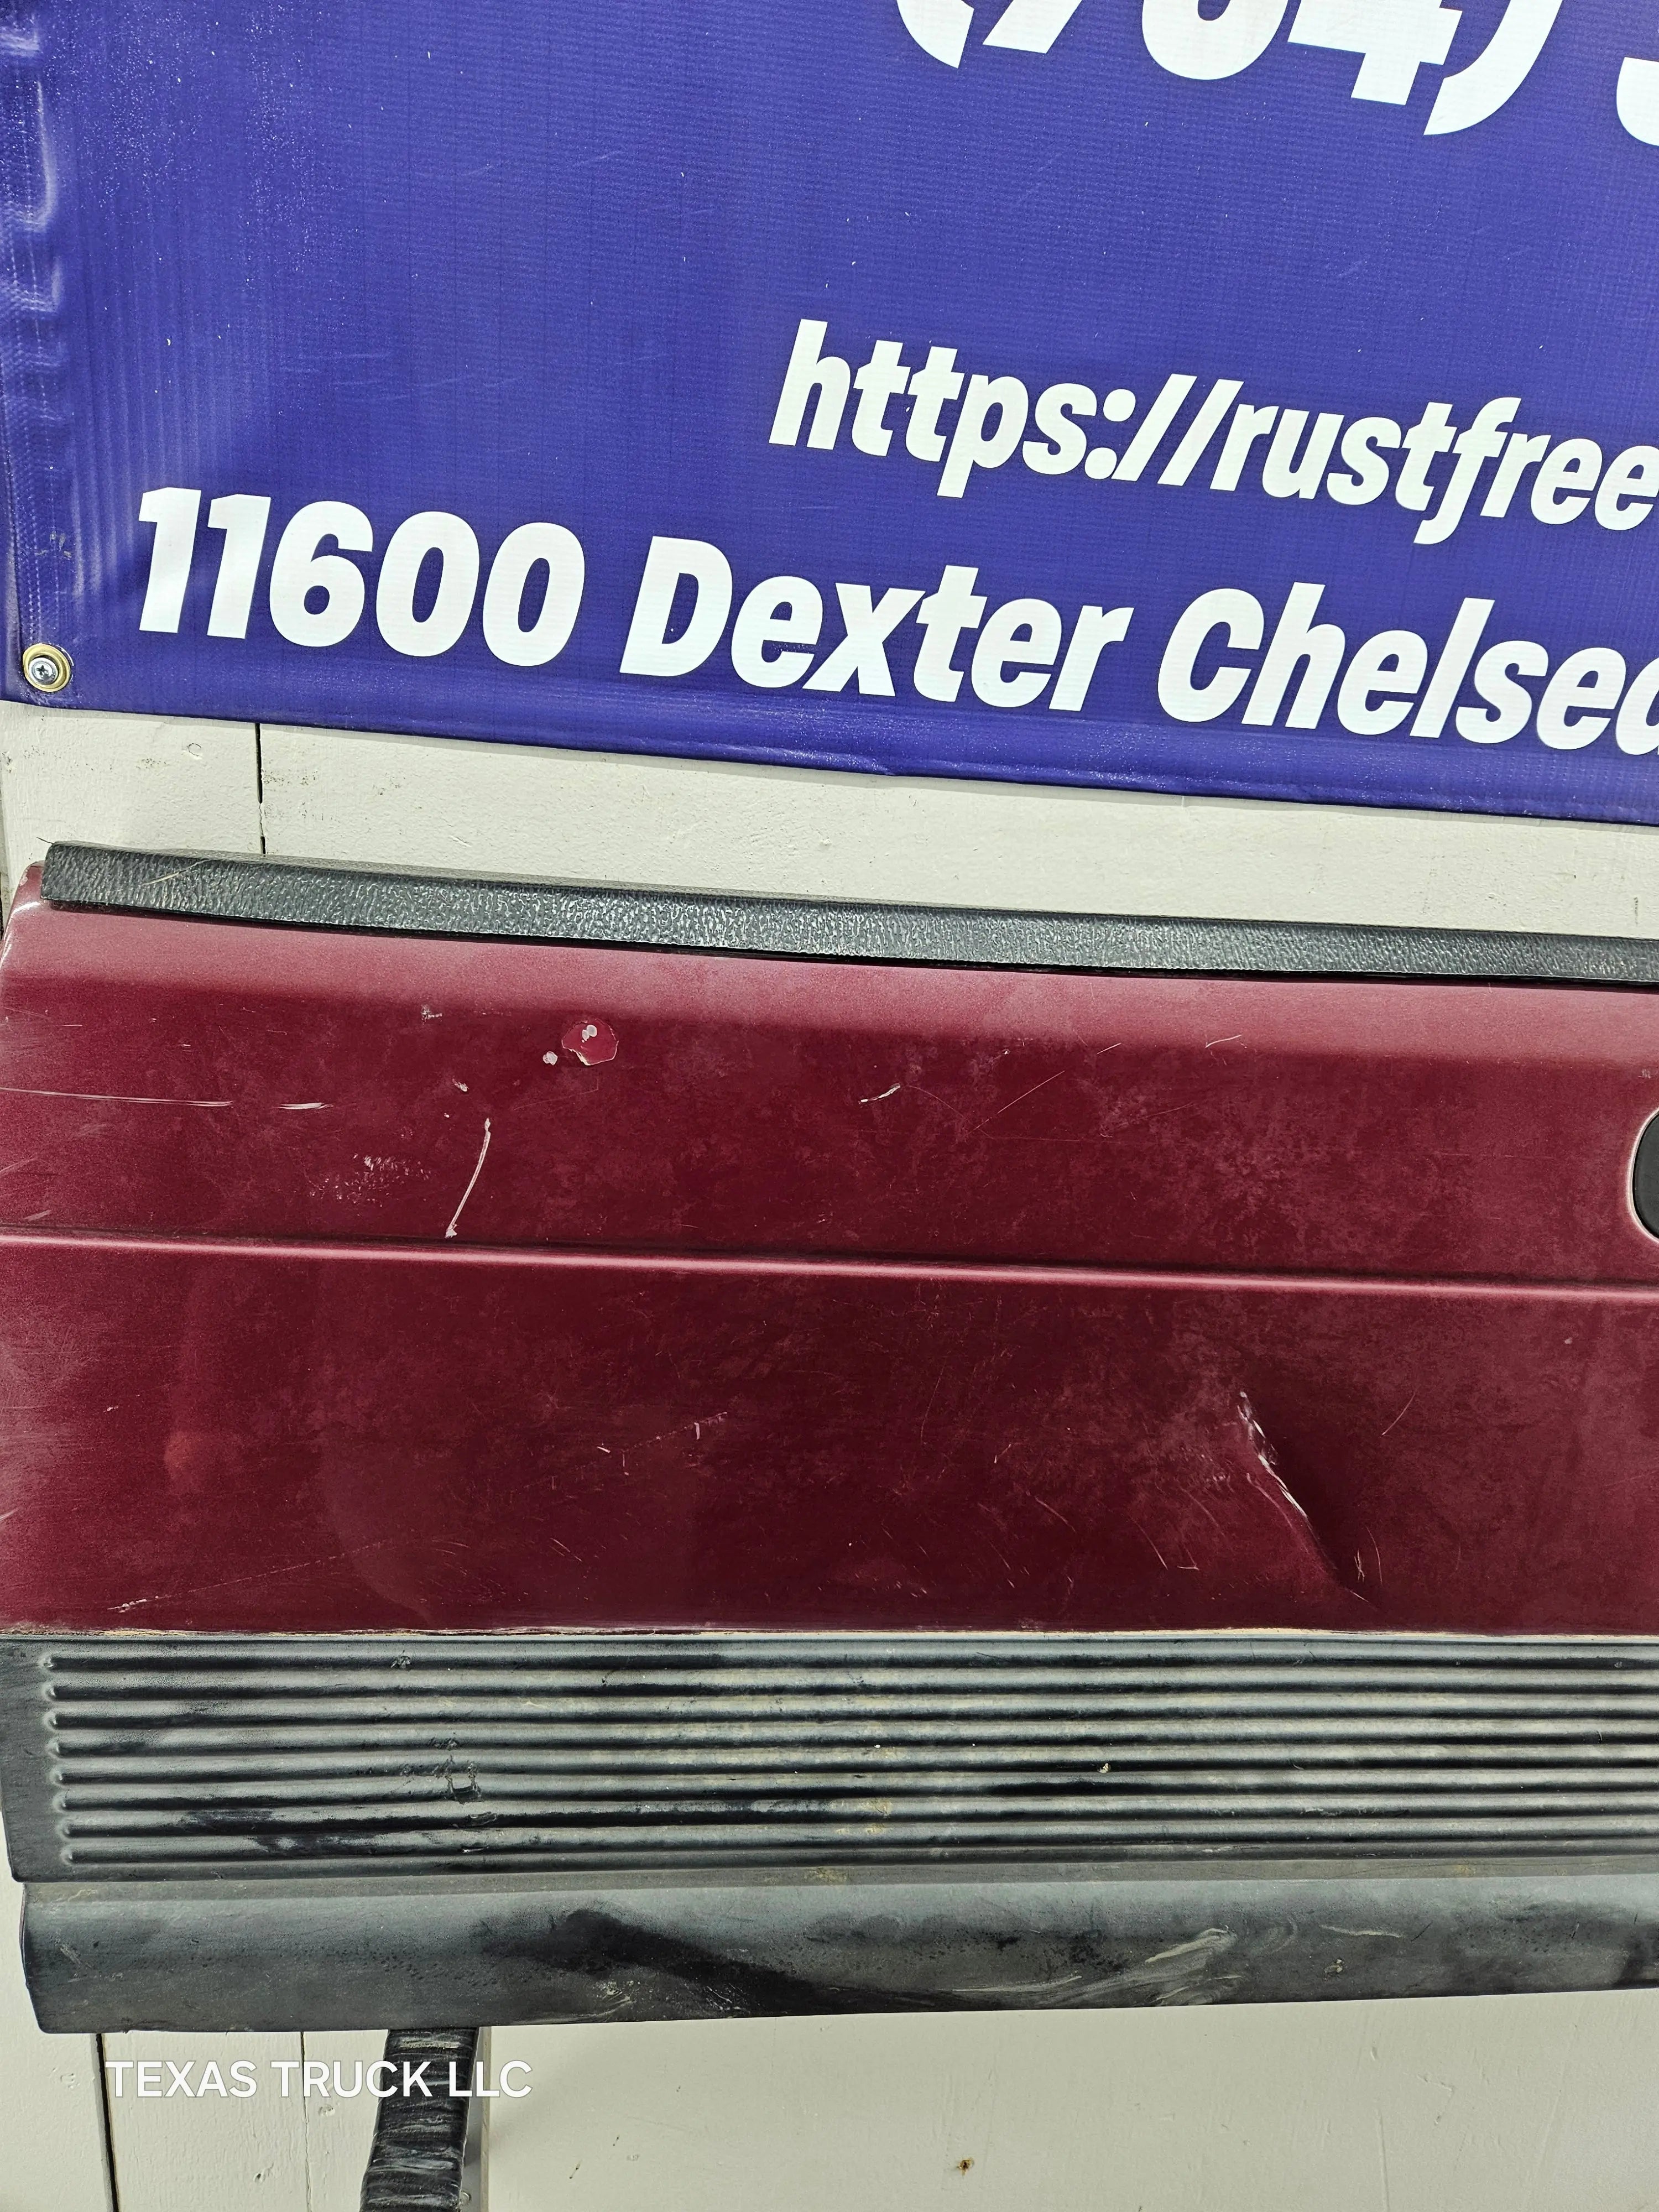 https://rustfree
11600 Dexter Chelsea
TEXAS TRUCK LLC